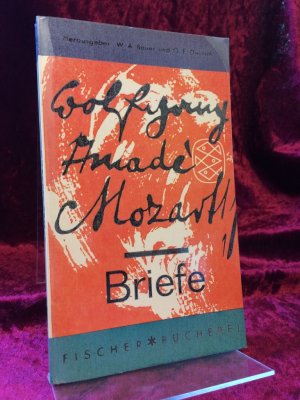 Herausgeber W. A. Bauer und O. E. Deutsch
Wolfgang
Amadè
Mozart
Briefe
FISCHER BÜCHEREI